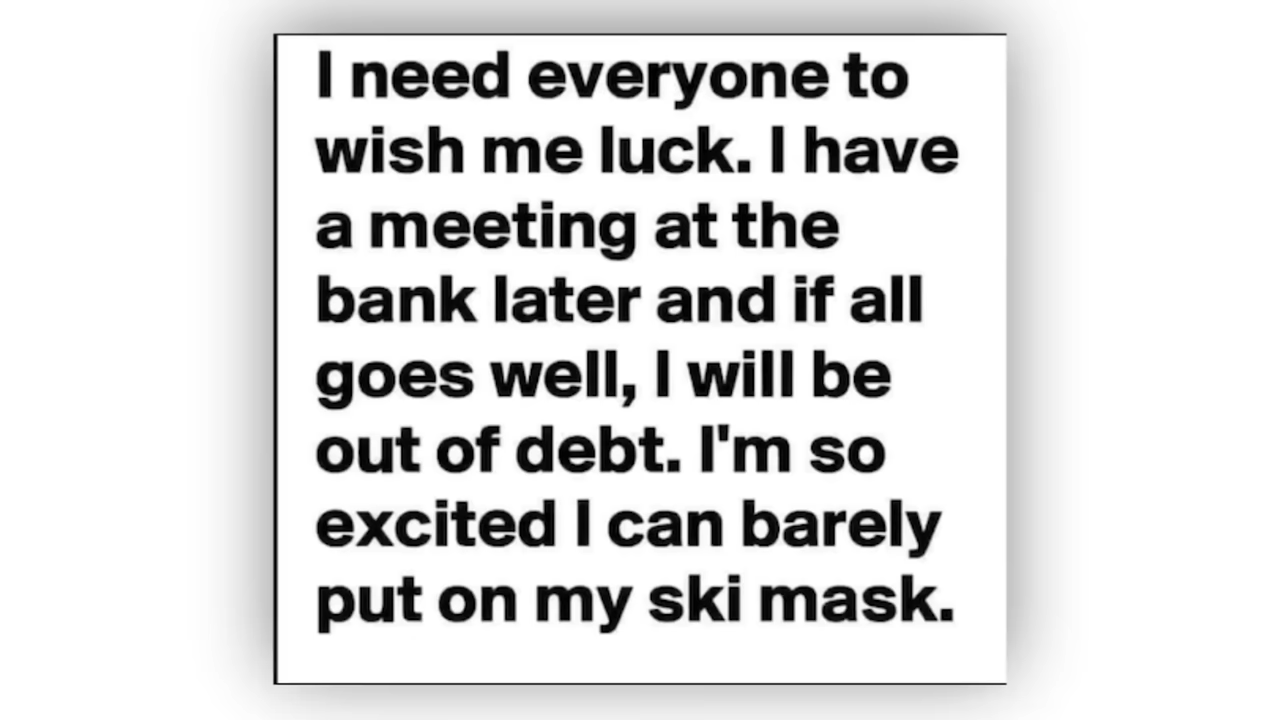 I need everyone to
wish me luck. I have
a meeting at the
bank later and if all
goes well, I will be
out of debt. I'm so
excited I can barely
put on my ski mask.